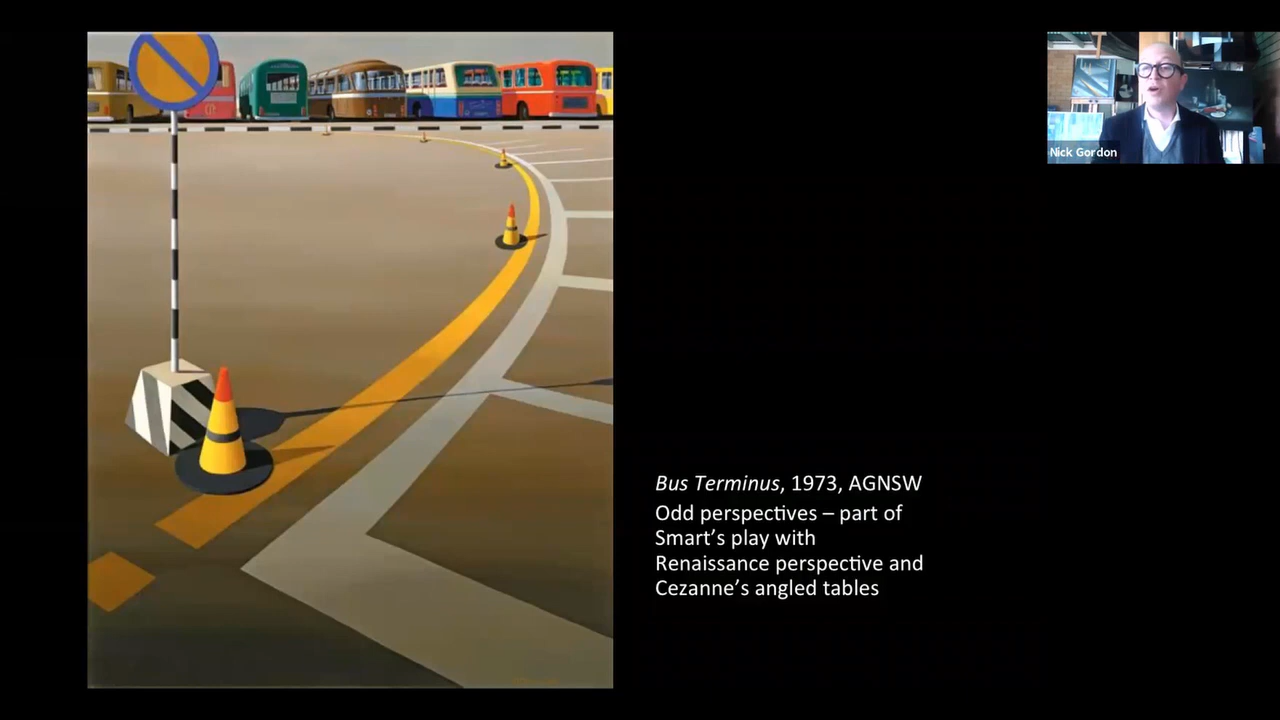 Nick Gordon
Bus Terminus, 1973, AGNSW
Odd perspectives – part of
Smart’s play with
Renaissance perspective and
Cezanne’s angled tables